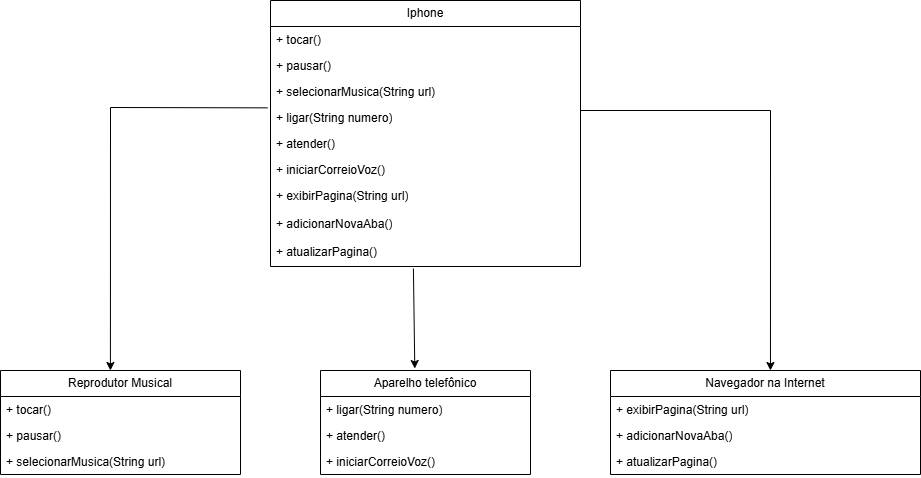 Iphone
+ tocar()
+ pausar()
+ selecionarMusica(String url)
+ ligar(String numero)
+ atender()
+ iniciarCorreioVoz()
+ exibirPagina(String url)
+ adicionarNovaAba()
+ atualizarPagina()
Reprodutor Musical
+ tocar()
+ pausar()
+ selecionarMusica(String url)
Aparelho telefônico
+ ligar(String numero)
+ atender()
+ iniciarCorreioVoz()
Navegador na Internet
+ exibirPagina(String url)
+ adicionarNovaAba()
+ atualizarPagina()